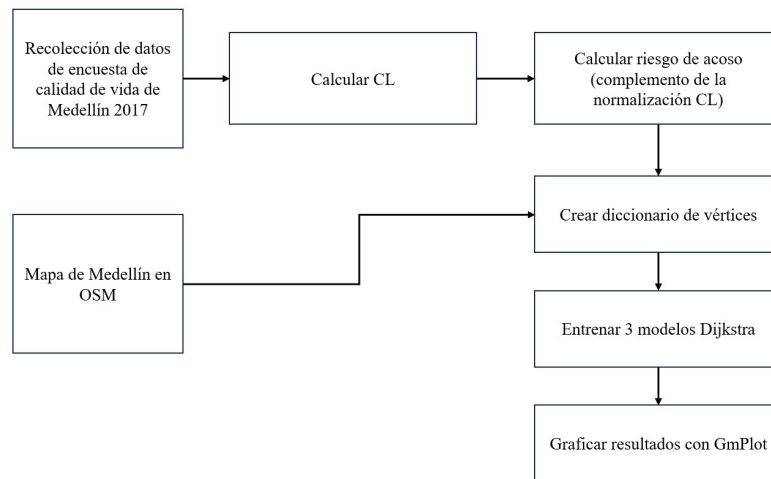 Recolección de datos
de encuesta de
calidad de vida de
Medellín 2017
Calcular CL
Calcular riesgo de acoso
(complemento de la
normalización CL)
Crear diccionario de vértices
Mapa de Medellín en
OSM
Entrenar 3 modelos Dijkstra
Graficar resultados con GmPlot